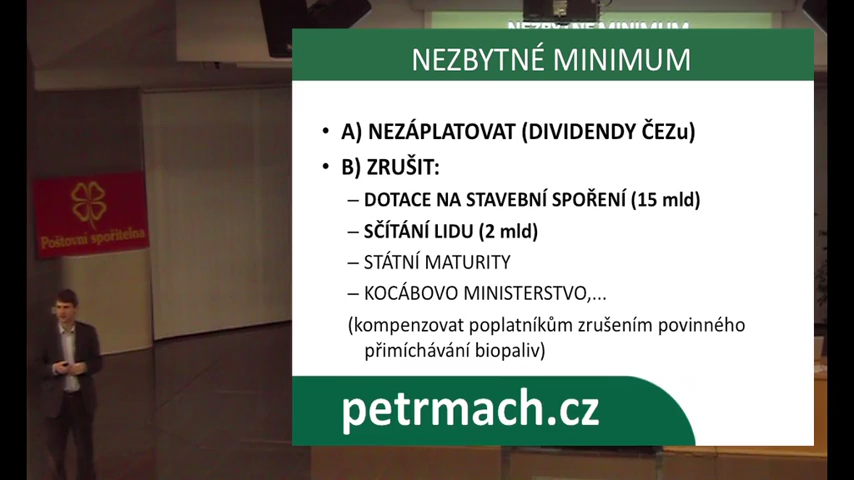 NEZBYTNÉ MINIMUM
NEZBYTNÉ MINIMUM
• A) NEZÁPLATOVAT (DIVIDENDY ČEZu)
• B) ZRUŠIT:
– DOTACE NA STAVEBNÍ SPOŘENÍ (15 mld)
– SČÍTÁNÍ LIDU (2 mld)
– STÁTNÍ MATURITY
– KOCÁBOVO MINISTERSTVO,...
(kompenzovat poplatníkům zrušením povinného
přimíchávání biopaliv)
petrmach.cz
Poštovní spořitelna